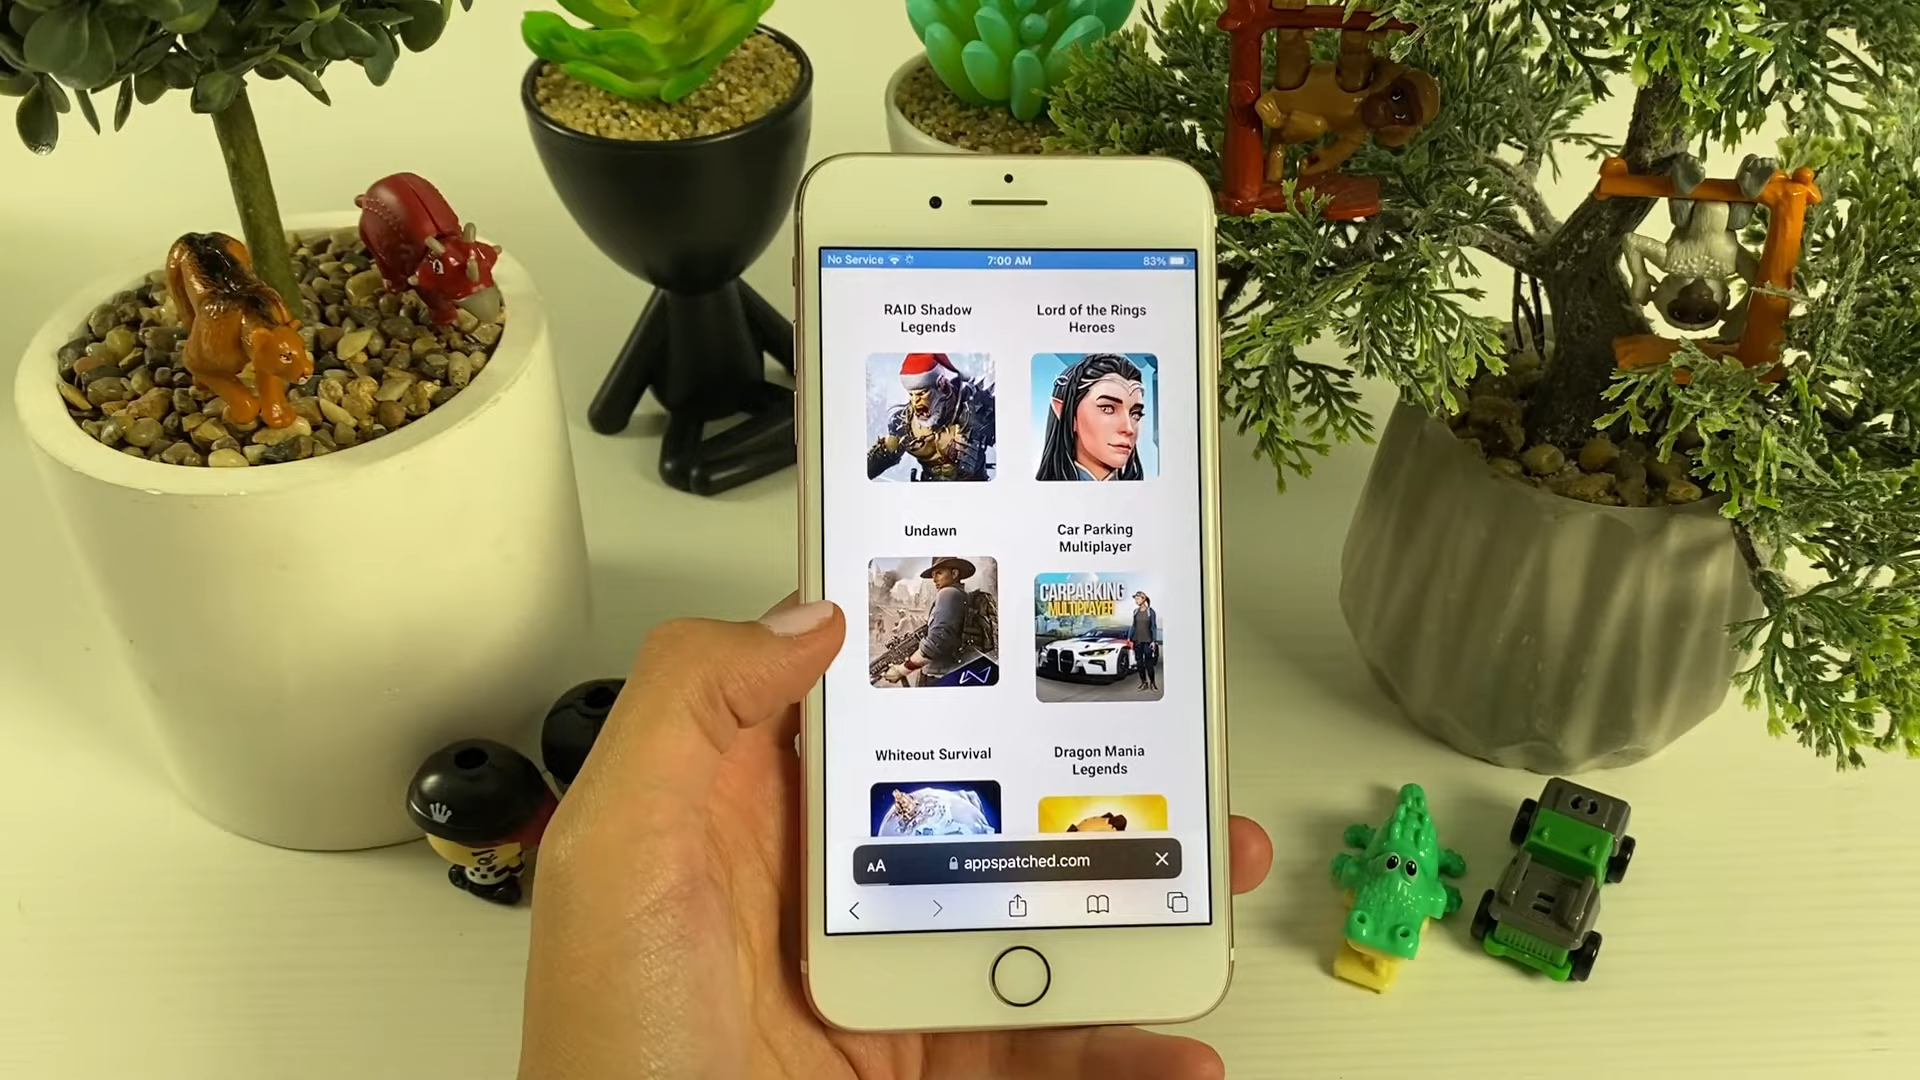 No Service
7:00 AM
83%
RAID Shadow
Legends
Lord of the Rings
Heroes
Undawn
Car Parking
Multiplayer
CARPARKING
MULTIPLAYER
Whiteout Survival
Dragon Mania
Legends
AA
appspatched.com